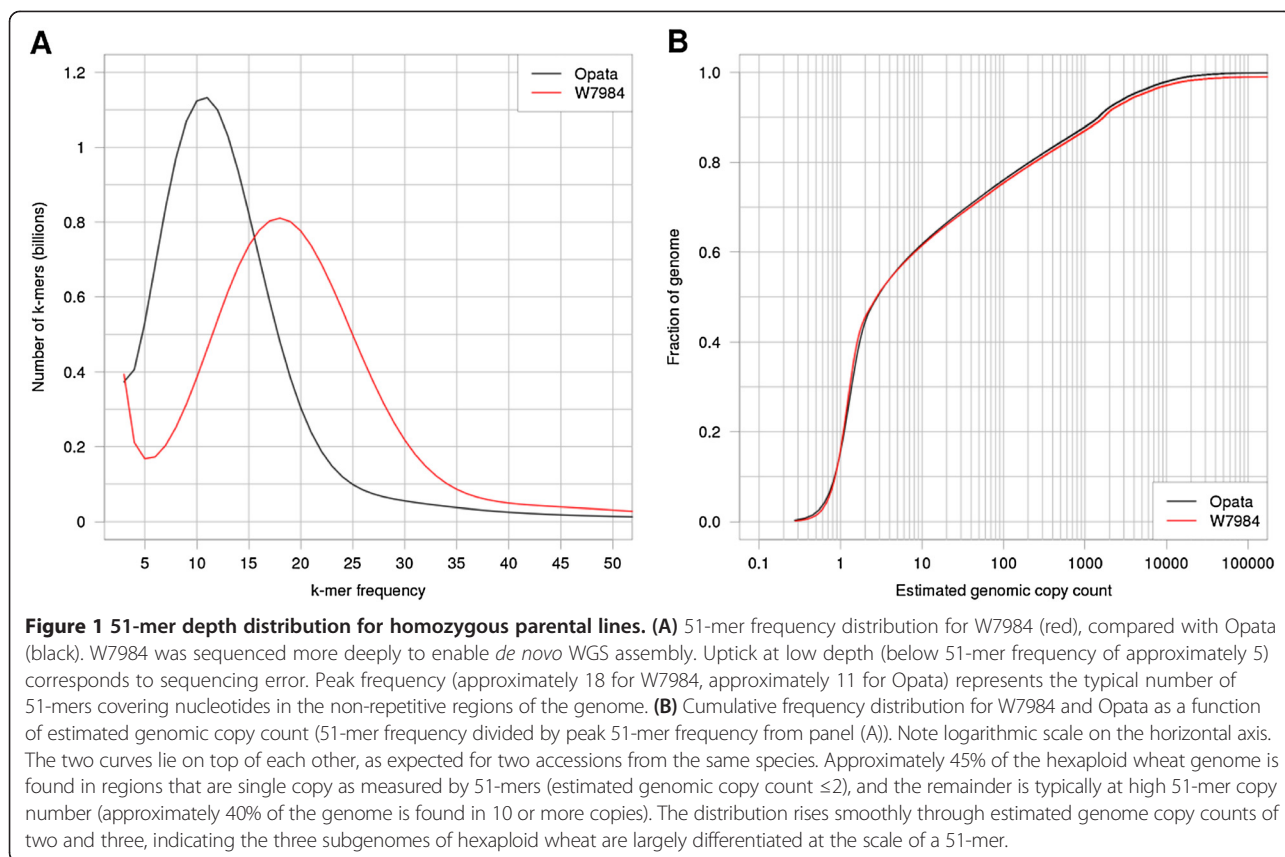 A
B
Opata
W7984
1.2
1
0.8
0.6
0.4
0.2
0
Number of k-mers (billions)
5 10 15 20 25 30 35 40 45 50
k-mer frequency
1.0
0.8
0.6
0.4
0.2
0.0
Fraction of genome
Opata
W7984
0.1 1 10 100 1000 10000 100000
Estimated genomic copy count
Figure 1 51-mer depth distribution for homozygous parental lines. (A) 51-mer frequency distribution for W7984 (red), compared with Opata
(black). W7984 was sequenced more deeply to enable de novo WGS assembly. Uptick at low depth (below 51-mer frequency of approximately 5)
corresponds to sequencing error. Peak frequency (approximately 18 for W7984, approximately 11 for Opata) represents the typical number of
51-mers covering nucleotides in the non-repetitive regions of the genome. (B) Cumulative frequency distribution for W7984 and Opata as a function
of estimated genomic copy count (51-mer frequency divided by peak 51-mer frequency from panel (A)). Note logarithmic scale on the horizontal axis.
The two curves lie on top of each other, as expected for two accessions from the same species. Approximately 45% of the hexaploid wheat genome is
found in regions that are single copy as measured by 51-mers (estimated genomic copy count ≤2), and the remainder is typically at high 51-mer copy
number (approximately 40% of the genome is found in 10 or more copies). The distribution rises smoothly through estimated genome copy counts of
two and three, indicating the three subgenomes of hexaploid wheat are largely differentiated at the scale of a 51-mer.